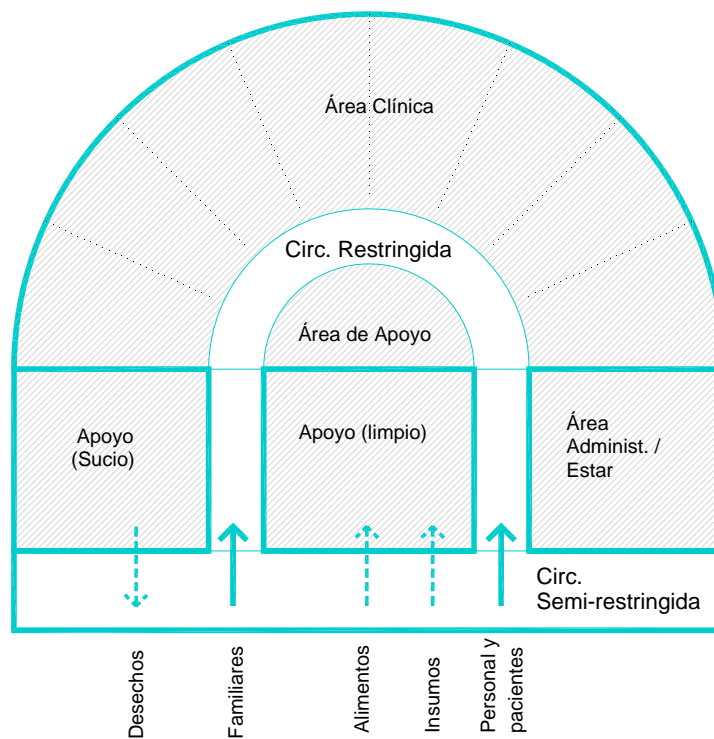 Área Clínica
Circ. Restringida
Área de Apoyo
Apoyo
(Sucio)
Apoyo (limpio)
Área
Administ. /
Estar
Circ.
Semi-restringida
Desechos
Familiares
Alimentos
Insumos
Personal y
pacientes